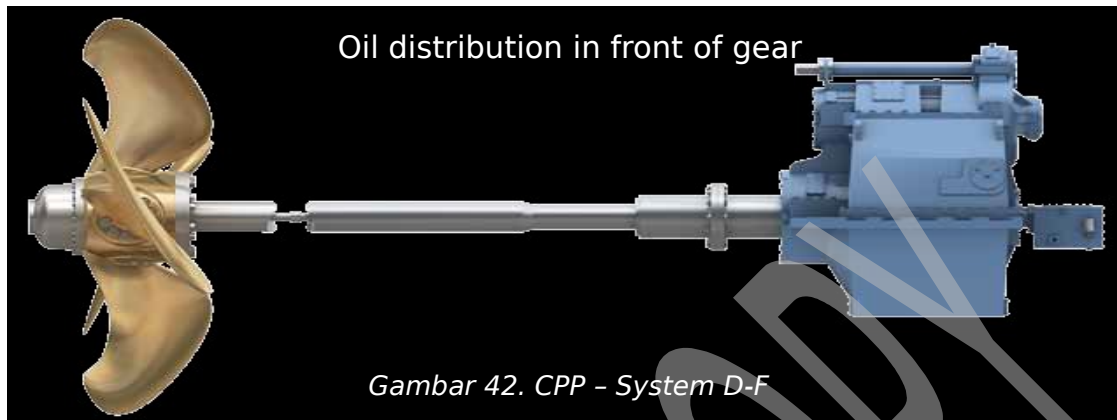 Oil distribution in front of gear
Gambar 42. CPP – System D-F